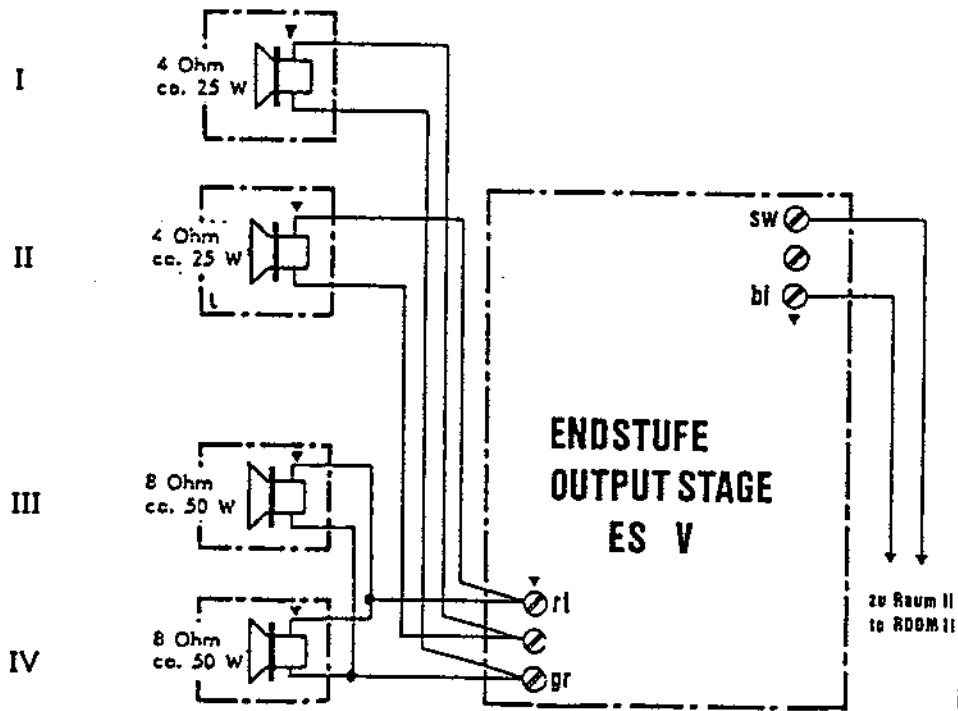 I
4 Ohm
ca. 25 W
II
4 Ohm
ca. 25 W
sw
bl
III
8 Ohm
ca. 50 W
ENDSTUFE
OUTPUT STAGE
ES V
rt
zu Raum II
to ROOM II
IV
8 Ohm
ca. 50 W
gr